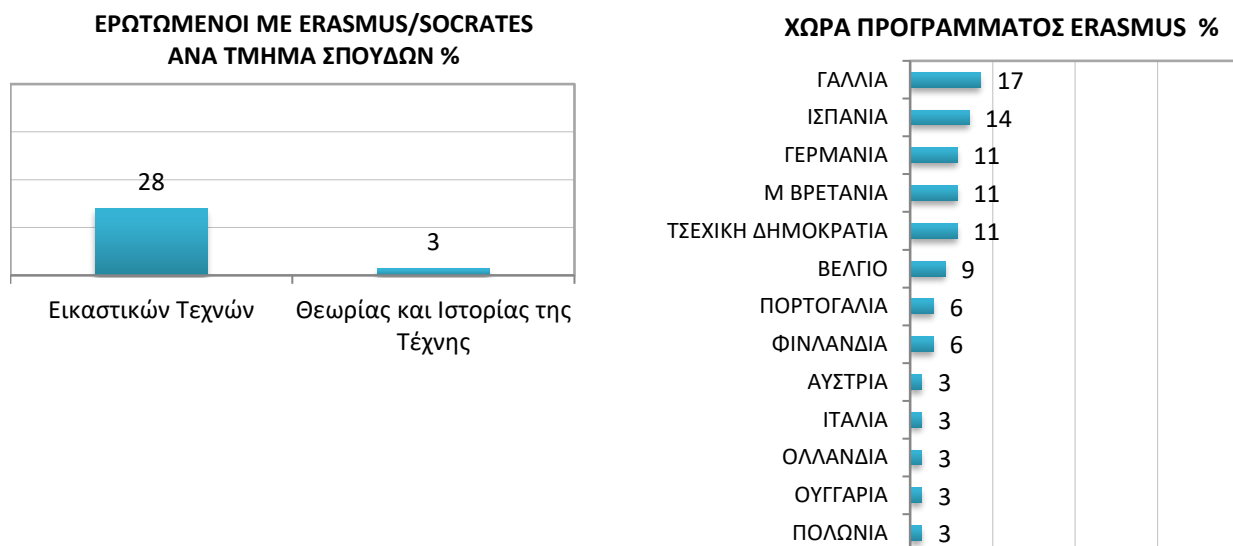 ΕΡΩΤΩΜΕΝΟΙ ΜΕ ERASMUS/SOCRATES
ΑΝΑ ΤΜΗΜΑ ΣΠΟΥΔΩΝ %
28
3
Εικαστικών Τεχνών
Θεωρίας και Ιστορίας της
Τέχνης
ΧΩΡΑ ΠΡΟΓΡΑΜΜΑΤΟΣ ERASMUS %
ΓΑΛΛΙΑ 17
ΙΣΠΑΝΙΑ 14
ΓΕΡΜΑΝΙΑ 11
Μ ΒΡΕΤΑΝΙΑ 11
ΤΣΕΧΙΚΗ ΔΗΜΟΚΡΑΤΙΑ 11
ΒΕΛΓΙΟ 9
ΠΟΡΤΟΓΑΛΙΑ 6
ΦΙΝΛΑΝΔΙΑ 6
ΑΥΣΤΡΙΑ 3
ΙΤΑΛΙΑ 3
ΟΛΛΑΝΔΙΑ 3
ΟΥΓΓΑΡΙΑ 3
ΠΟΛΩΝΙΑ 3